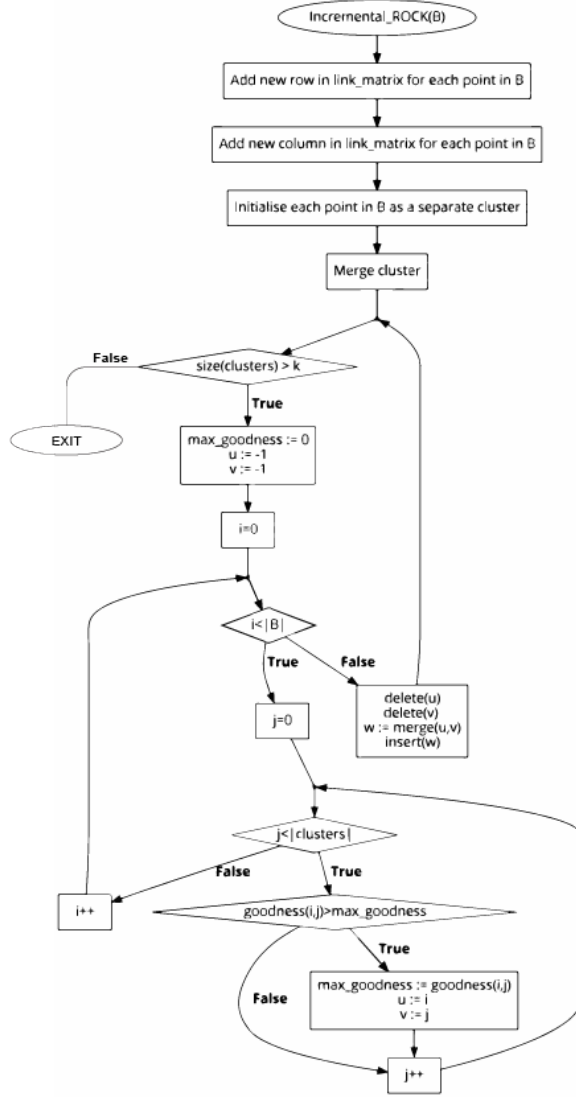 Incremental_ROCK(B)
Add new row in link_matrix for each point in B
Add new column in link_matrix for each point in B
Initialise each point in B as a separate cluster
Merge cluster
False
size(clusters) > k
True
EXIT
max_goodness := 0
u := -1
v := -1
i=0
i<|B|
True
False
j=0
delete(u)
delete(v)
w := merge(u,v)
insert(w)
j<|clusters|
False
True
i++
goodness(i,j)>max_goodness
True
False
max_goodness := goodness(i,j)
u := i
v := j
j++